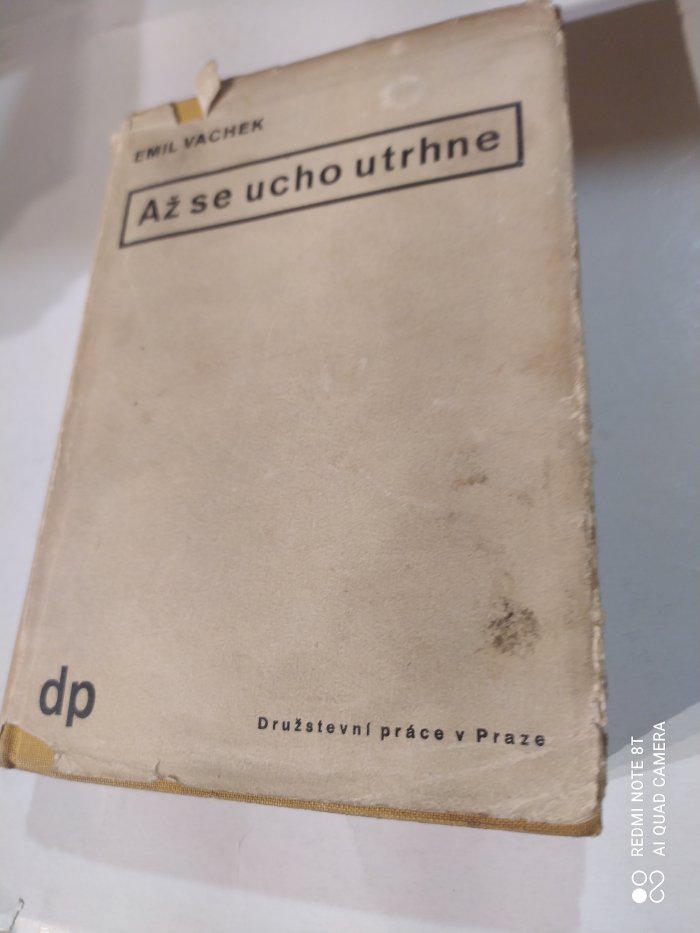 EMIL VACHEK
Až se ucho utrhne
dp
Družstevní práce v Praze
REDMI NOTE 8T
AI QUAD CAMERA